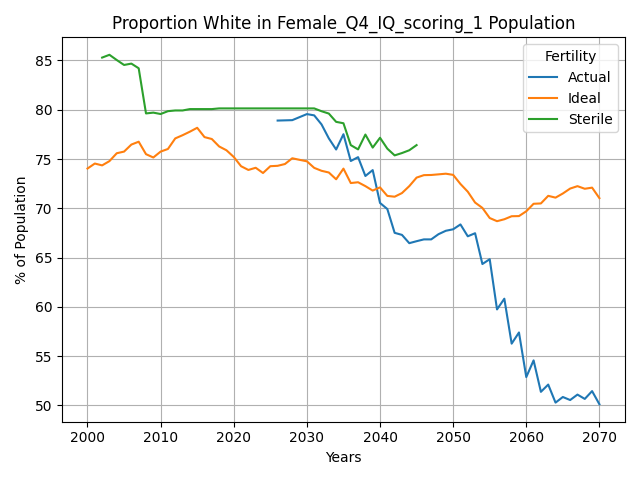 Proportion White in Female_Q4_IQ_scoring_1 Population
Fertility
Actual
Ideal
Sterile
% of Population
85
80
75
70
65
60
55
50
2000 2010 2020 2030 2040 2050 2060 2070
Years